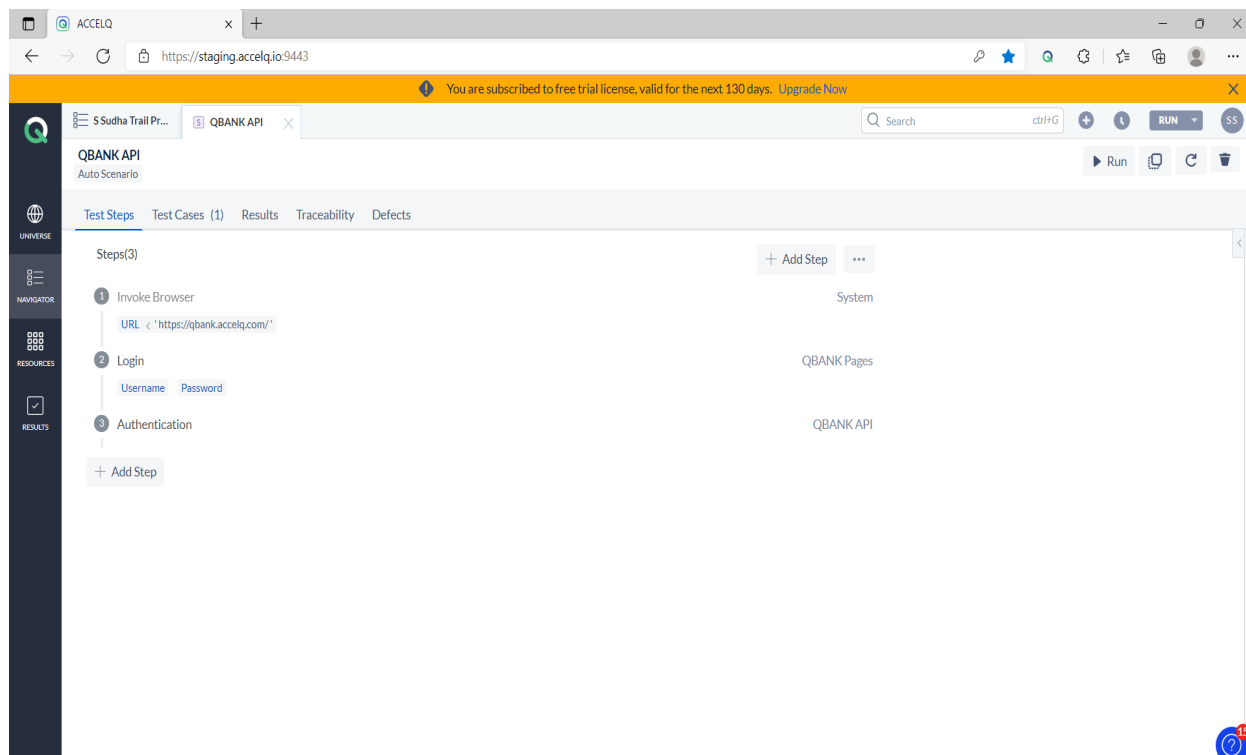 ACCELQ
https://staging.accelq.io:9443
You are subscribed to free trial license, valid for the next 130 days. Upgrade Now
S Sudha Trail Pr... S QBANK API Search ctrl+G RUN SS
QBANK API
Auto Scenario
Run
Test Steps Test Cases (1) Results Traceability Defects
UNIVERSE
NAVIGATOR
RESOURCES
RESULTS
Steps(3) + Add Step ...
1 Invoke Browser System
URL < 'https://qbank.accelq.com/'
2 Login QBANK Pages
Username Password
3 Authentication QBANK API
+ Add Step